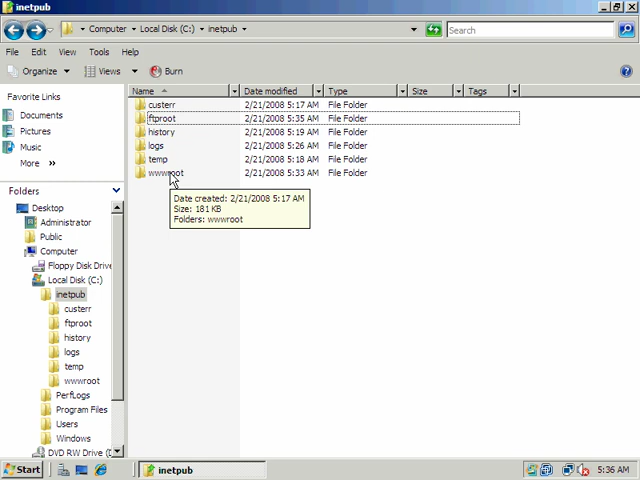 inetpub
Computer
Local Disk (C:)
inetpub
Search
File
Edit
View
Tools
Help
Organize
Views
Burn
Favorite Links
Documents
Pictures
Music
More »
Folders
Desktop
Administrator
Public
Computer
Floppy Disk Drive
Local Disk (C:)
inetpub
custerr
ftproot
history
logs
temp
wwwroot
PerfLogs
Program Files
Users
Windows
DVD RW Drive (D
Name Date modified Type Size Tags
custerr 2/21/2008 5:17 AM File Folder
ftproot 2/21/2008 5:35 AM File Folder
history 2/21/2008 5:19 AM File Folder
logs 2/21/2008 5:26 AM File Folder
temp 2/21/2008 5:18 AM File Folder
wwwroot 2/21/2008 5:33 AM File Folder
Date created: 2/21/2008 5:17 AM
Size: 181 KB
Folders: wwwroot
Start
inetpub
5:36 AM